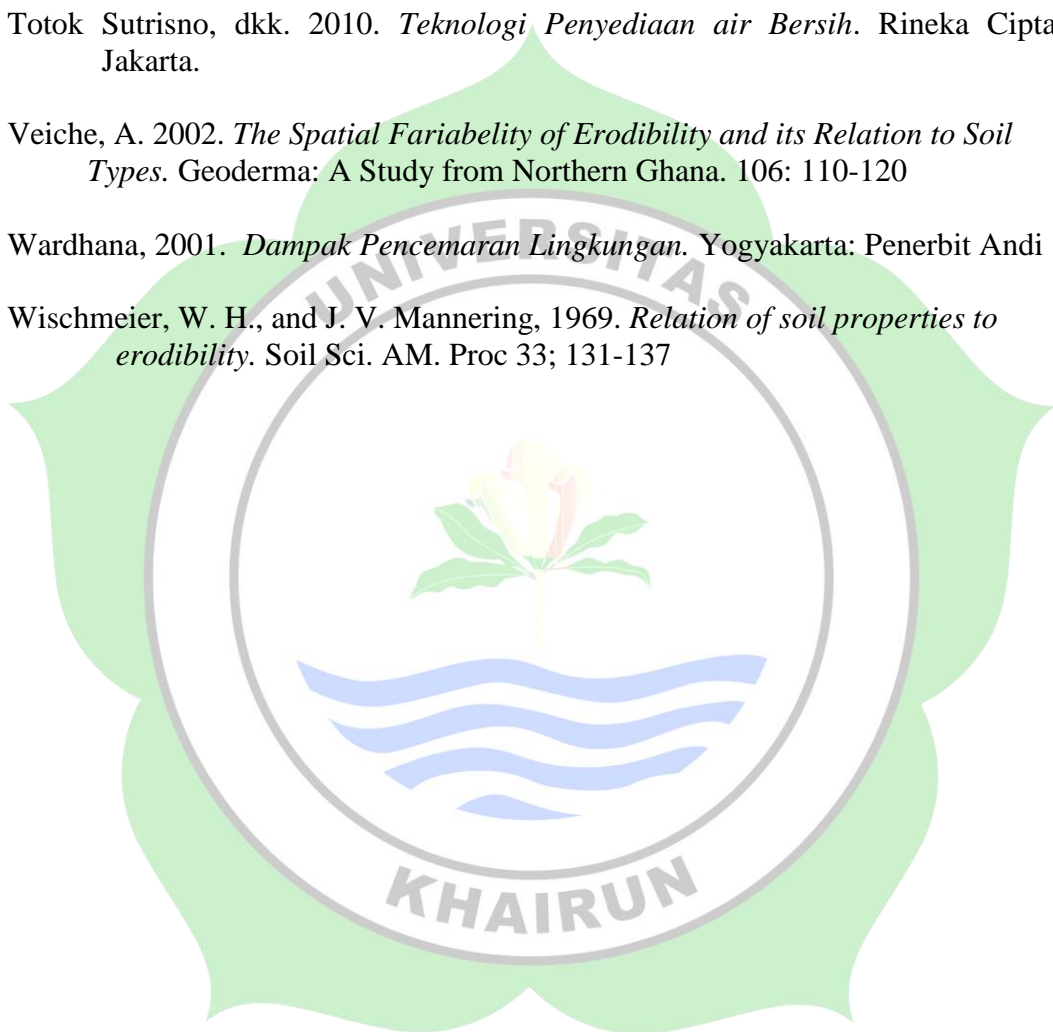 Totok Sutrisno, dkk. 2010. Teknologi Penyediaan air Bersih. Rineka Cipta
Jakarta.
Veiche, A. 2002. The Spatial Fariabelity of Erodibility and its Relation to Soil
Types. Geoderma: A Study from Northern Ghana. 106: 110-120
Wardhana, 2001. Dampak Pencemaran Lingkungan. Yogyakarta: Penerbit Andi
Wischmeier, W. H., and J. V. Mannering, 1969. Relation of soil properties to
erodibility. Soil Sci. AM. Proc 33; 131-137
UNIVERSITAS
KHAIRUN